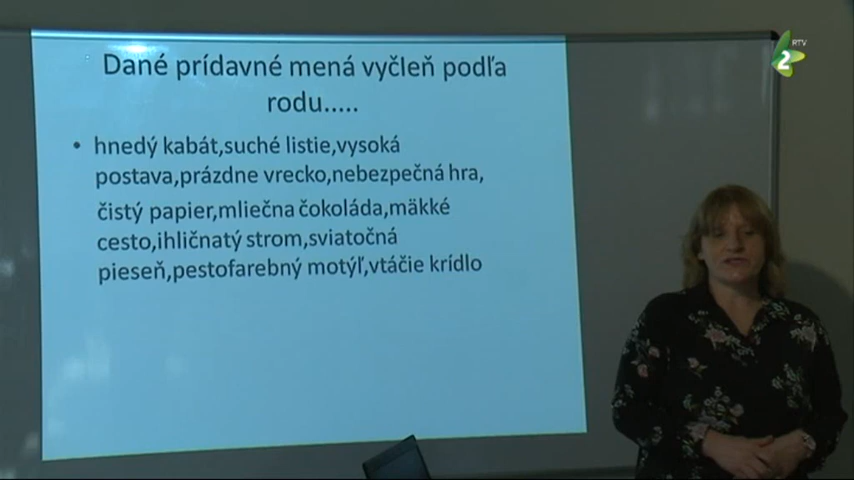 Dané prídavné mená vyčleň podľa
rodu.....
• hnedý kabát,suché listie,vysoká
postava,prázdne vrecko,nebezpečná hra,
čistý papier,mliečna čokoláda,mäkké
cesto,ihličnatý strom,sviatočná
pieseň,pestofarebný motýľ,vtáčie krídlo
RTV
2